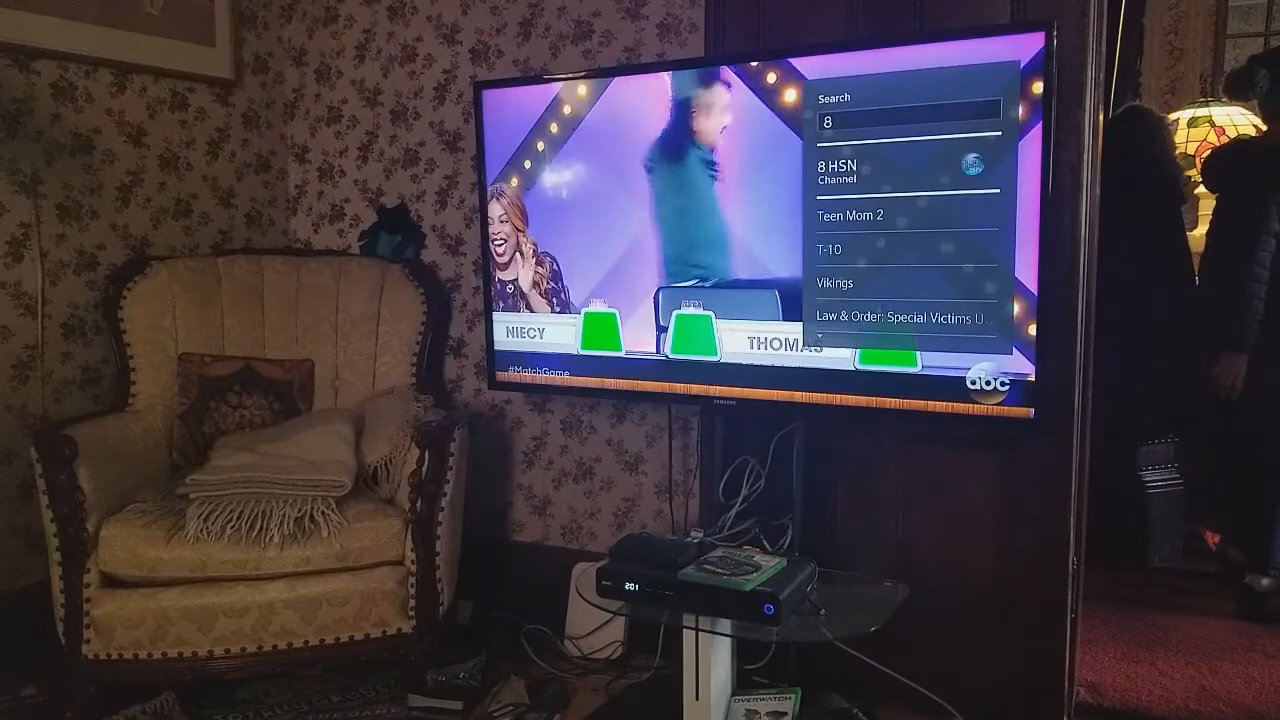 Search
8
8 HSN
Channel
HSN
Teen Mom 2
T-10
Vikings
Law & Order: Special Victims U...
NIECY
THOMAS
#MatchGame
abc
SAMSUNG
201
OVERWATCH